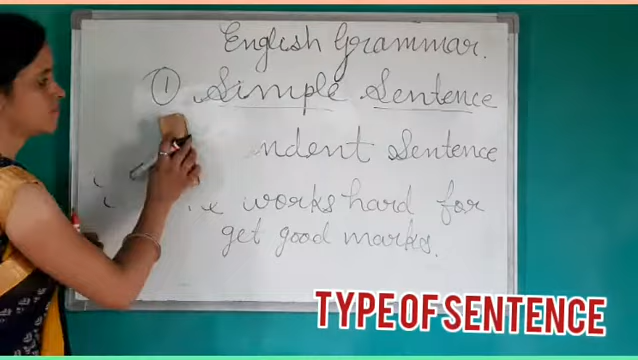 English Grammar.
① Simple Sentence
ndent Sentence
works hard for
get good marks.
TYPE OF SENTENCE